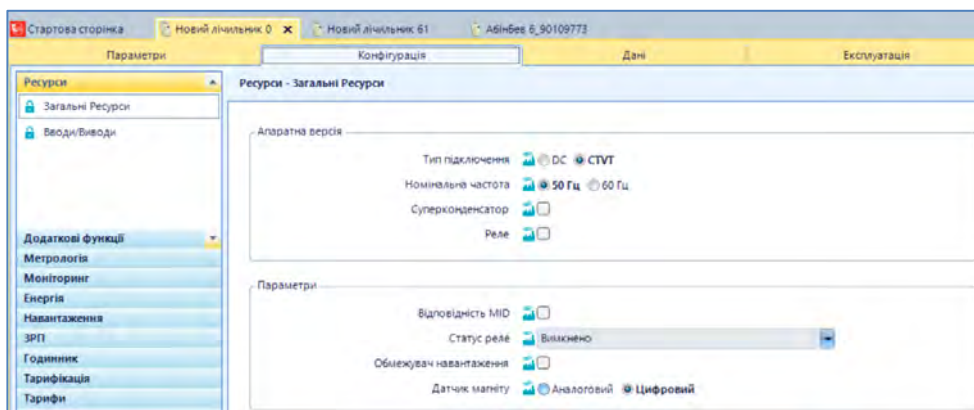 Стартова сторінка Новий лічильник 0 Новий лічильник 61 Абінбев 6_90109773
Параметри Конфігурація Дані Експлуатація
Ресурси
Ресурси - Загальні Ресурси
Загальні Ресурси
Вводи/Виводи
Апаратна версія
Тип підключення DC CTVT
Номінальна частота 50 Гц 60 Гц
Суперконденсатор
Реле
Додаткові функції
Метрологія
Моніторинг
Енергія
Навантаження
ЗРП
Годинник
Тарифікація
Тарифи
Параметри
Відповідність MID
Статус реле Вимкнено
Обмежувач навантаження
Датчик магніту Аналоговий Цифровий